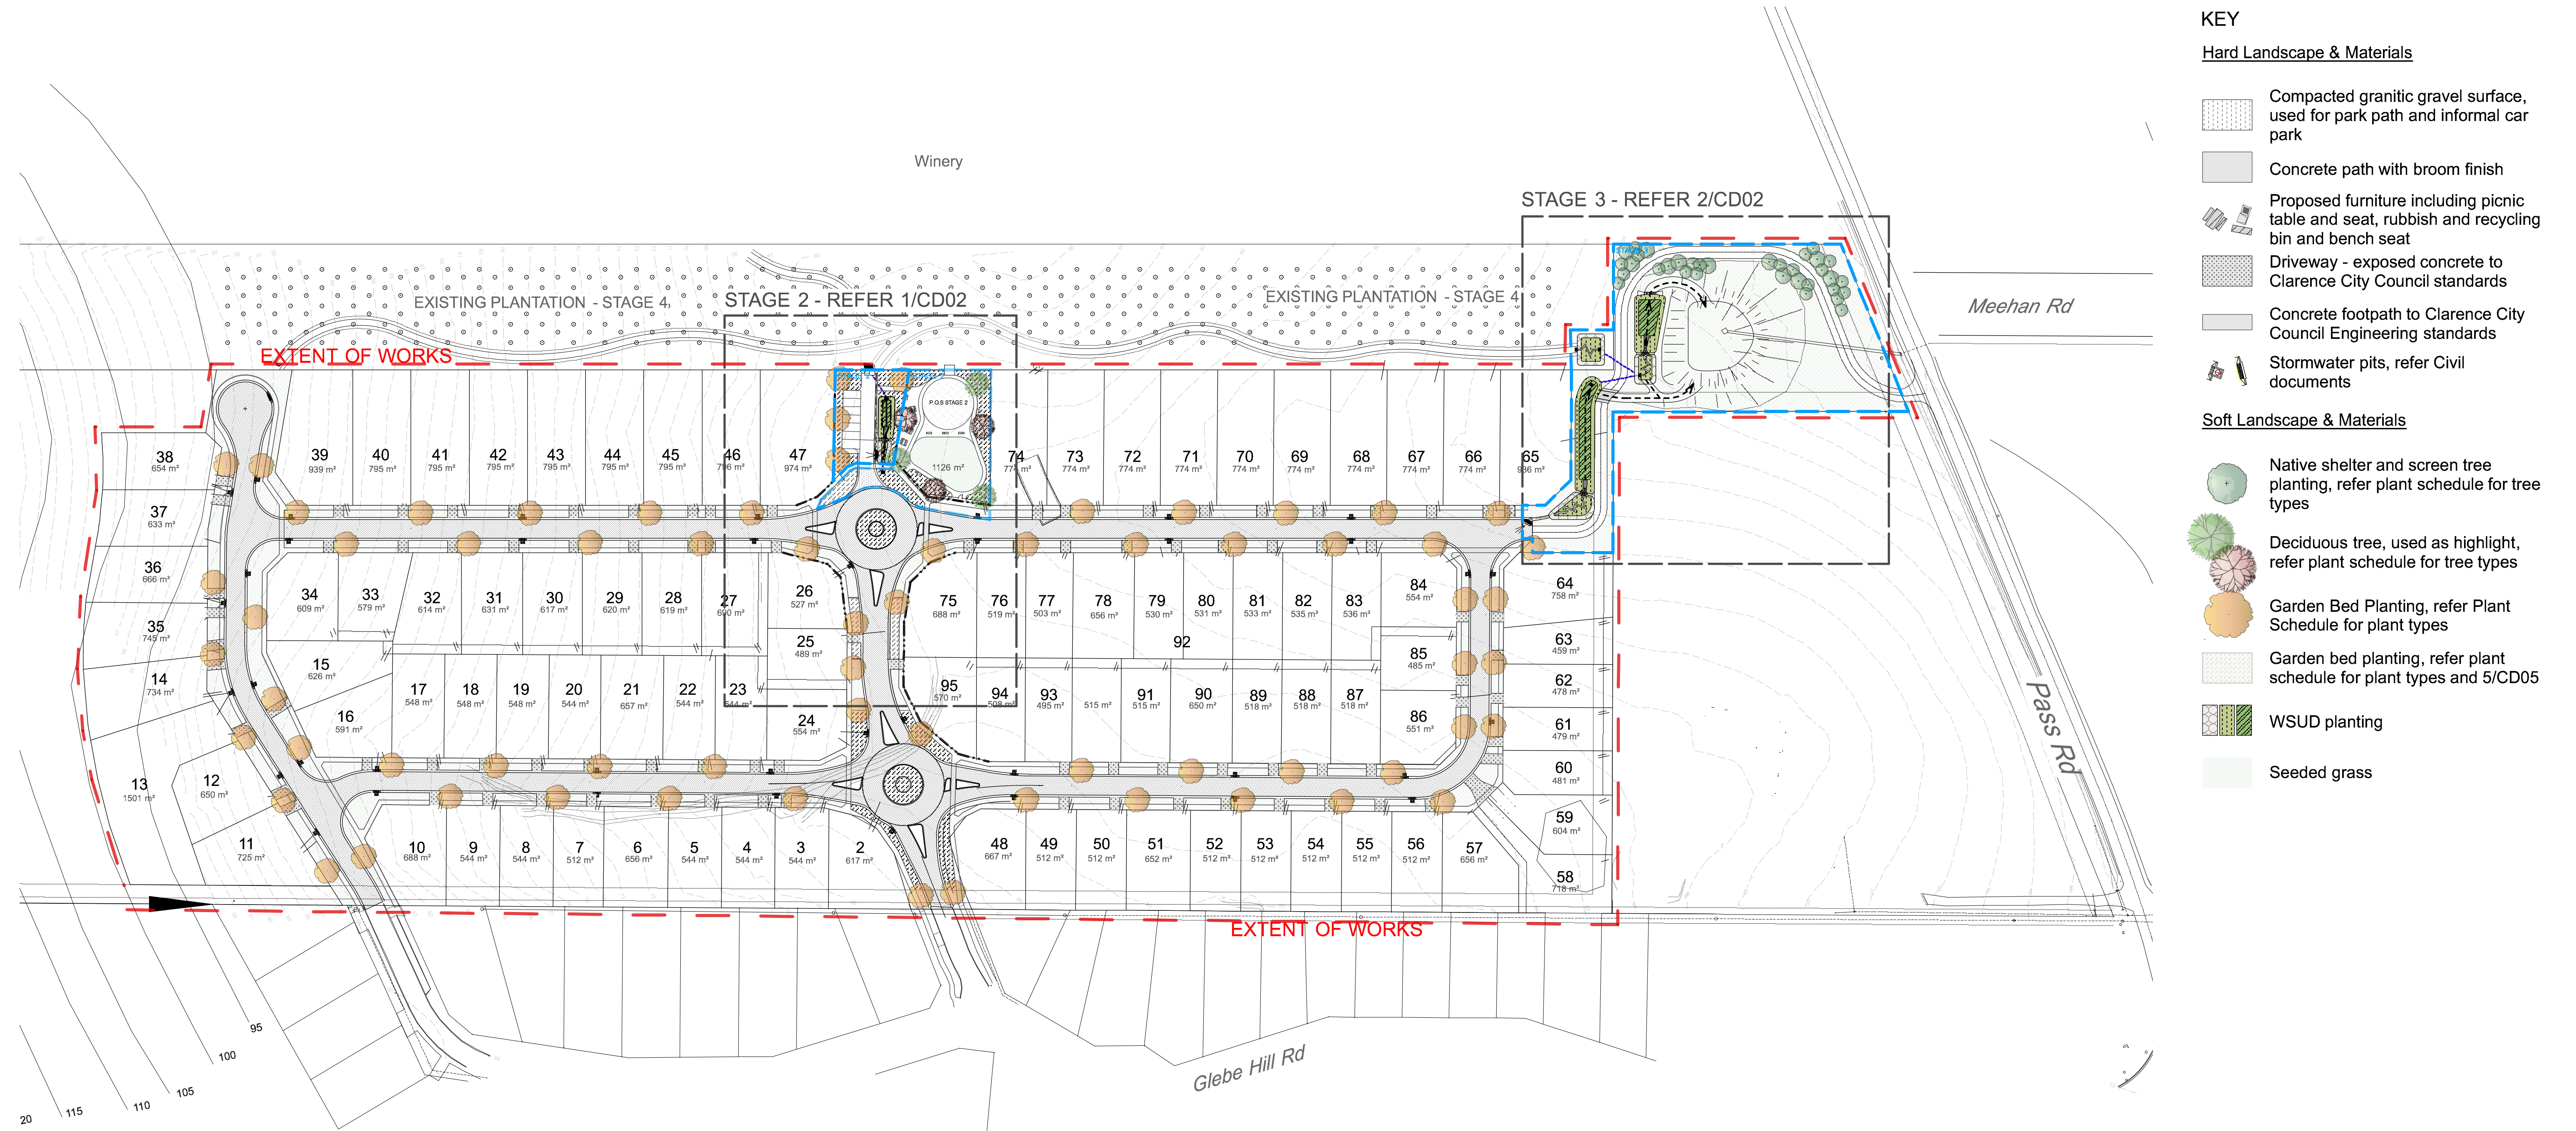 KEY
Hard Landscape & Materials
Compacted granitic gravel surface,
used for park path and informal car
park
Concrete path with broom finish
Proposed furniture including picnic
table and seat, rubbish and recycling
bin and bench seat
Driveway - exposed concrete to
Clarence City Council standards
Concrete footpath to Clarence City
Council Engineering standards
Stormwater pits, refer Civil
documents
Soft Landscape & Materials
Native shelter and screen tree
planting, refer plant schedule for tree
types
Deciduous tree, used as highlight,
refer plant schedule for tree types
Garden Bed Planting, refer Plant
Schedule for plant types
Garden bed planting, refer plant
schedule for plant types and 5/CD05
WSUD planting
Seeded grass
Winery
STAGE 3 - REFER 2/CD02
EXISTING PLANTATION - STAGE 4
STAGE 2 - REFER 1/CD02
EXISTING PLANTATION - STAGE 4
Meehan Rd
EXTENT OF WORKS
P.O.S STAGE 2
1126 m²
38
654 m²
39
939 m²
40
795 m²
41
795 m²
42
795 m²
43
795 m²
44
795 m²
45
795 m²
46
796 m²
47
974 m²
74
774 m²
73
774 m²
72
774 m²
71
774 m²
70
774 m²
69
774 m²
68
774 m²
67
774 m²
66
774 m²
65
936 m²
37
633 m²
36
666 m²
35
745 m²
14
734 m²
13
1501 m²
12
650 m²
11
725 m²
34
609 m²
33
579 m²
32
614 m²
31
631 m²
30
617 m²
29
620 m²
28
619 m²
27
690 m²
26
527 m²
25
489 m²
24
554 m²
15
626 m²
16
591 m²
17
548 m²
18
548 m²
19
548 m²
20
544 m²
21
657 m²
22
544 m²
23
544 m²
75
688 m²
76
519 m²
77
503 m²
78
656 m²
79
530 m²
80
531 m²
81
533 m²
82
535 m²
83
536 m²
84
554 m²
85
485 m²
86
551 m²
92
95
570 m²
94
508 m²
93
495 m²
515 m²
91
515 m²
90
650 m²
89
518 m²
88
518 m²
87
518 m²
64
758 m²
63
459 m²
62
478 m²
61
479 m²
60
481 m²
59
604 m²
58
718 m²
10
688 m²
9
544 m²
8
544 m²
7
512 m²
6
656 m²
5
544 m²
4
544 m²
3
544 m²
2
617 m²
48
667 m²
49
512 m²
50
512 m²
51
652 m²
52
512 m²
53
512 m²
54
512 m²
55
512 m²
56
512 m²
57
656 m²
Pass Rd
EXTENT OF WORKS
Glebe Hill Rd
95
100
105
110
115
20